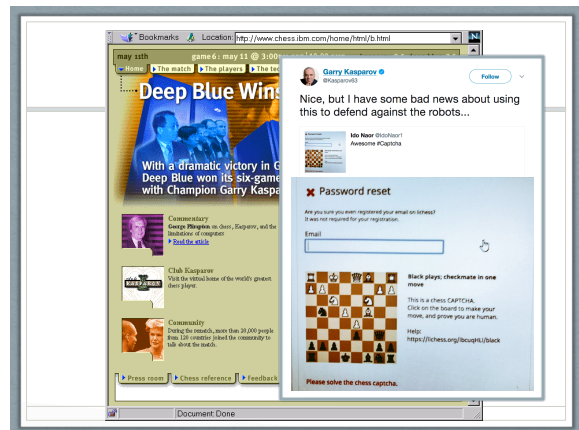 Bookmarks Location: http://www.chess.ibm.com/home/html/b.html
may 11th game 6: may 11 @ 3:00
Home The match The players The tec
Deep Blue Wins
With a dramatic victory in G
Deep Blue won its six-game
with Champion Garry Kaspa
Commentary
George Plimpton on chess, Kasparov, and the
limitations of computers
Read the article
Club Kasparov
Visit the virtual home of the world's greatest
chess player.
club
KASPAROV
Community
During the rematch, more than 20,000 people
from 120 countries joined the community to
talk about the match.
Press room Chess reference Feedback
Document: Done
Garry Kasparov
@Kasparov63
Follow
Nice, but I have some bad news about using
this to defend against the robots...
Ido Naor @IdoNaor1
Awesome #Captcha
Password reset
Are you sure you even registered your email on lichess?
It was not required for your registration.
Email
Black plays; checkmate in one
move
This is a chess CAPTCHA.
Click on the board to make your
move, and prove you are human.
Help:
https://lichess.org/ibcuqHLI/black
Please solve the chess captcha.